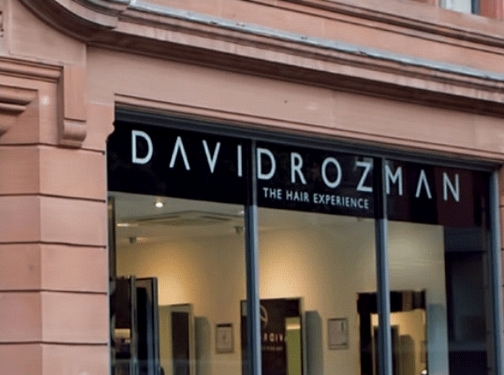 DAVIDROZMAN
THE HAIR EXPERIENCE